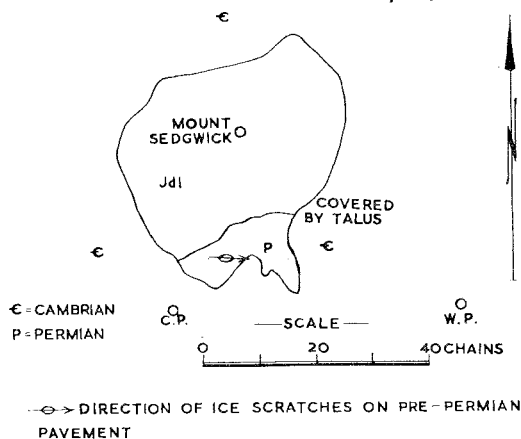 Є
MOUNT
SEDGWICK
Jdl
COVERED
BY TALUS
P
Є
Є
Є = CAMBRIAN
P = PERMIAN
C.P.
W.P.
N
SCALE
0 20 40 CHAINS
DIRECTION OF ICE SCRATCHES ON PRE-PERMIAN
PAVEMENT